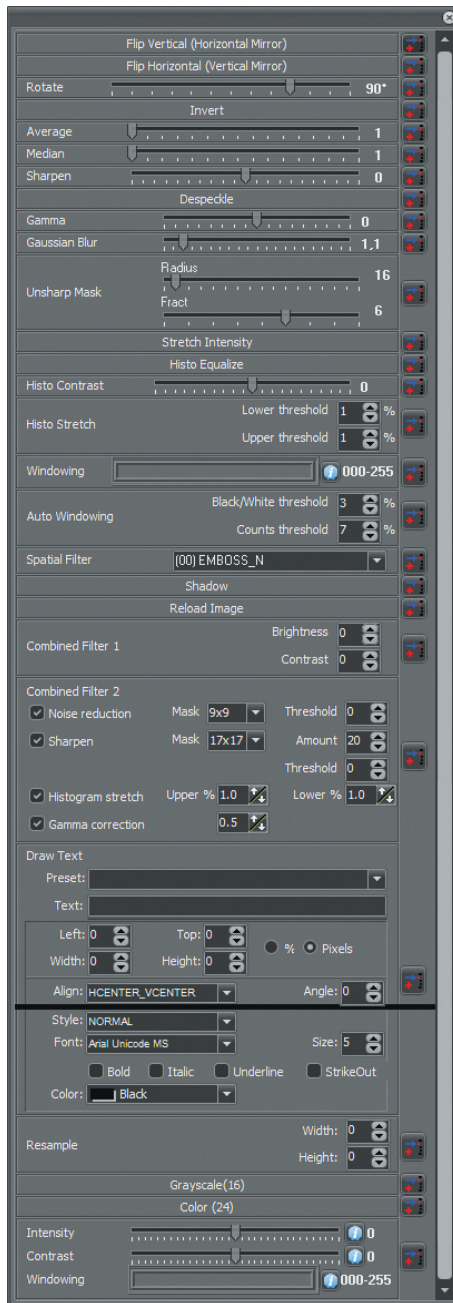 Flip Vertical (Horizontal Mirror)
Flip Horizontal (Vertical Mirror)
Rotate 90°
Invert
Average 1
Median 1
Sharpen 0
Despeckle
Gamma 0
Gaussian Blur 1,1
Unsharp Mask
Radius 16
Fract 6
Stretch Intensity
Histo Equalize
Histo Contrast 0
Histo Stretch
Lower threshold 1 %
Upper threshold 1 %
Windowing 000-255
Auto Windowing
Black/White threshold 3 %
Counts threshold 7 %
Spatial Filter (00) EMBOSS_N
Shadow
Reload Image
Combined Filter 1
Brightness 0
Contrast 0
Combined Filter 2
Noise reduction Mask 9x9 Threshold 0
Sharpen Mask 17x17 Amount 20
Threshold 0
Histogram stretch Upper % 1.0 Lower % 1.0
Gamma correction 0.5
Draw Text
Preset:
Text:
Left: 0 Top: 0 % Pixels
Width: 0 Height: 0
Align: HCENTER_VCENTER Angle: 0
Style: NORMAL
Font: Arial Unicode MS Size: 5
Bold Italic Underline StrikeOut
Color: Black
Resample
Width: 0
Height: 0
Grayscale(16)
Color (24)
Intensity 0
Contrast 0
Windowing 000-255